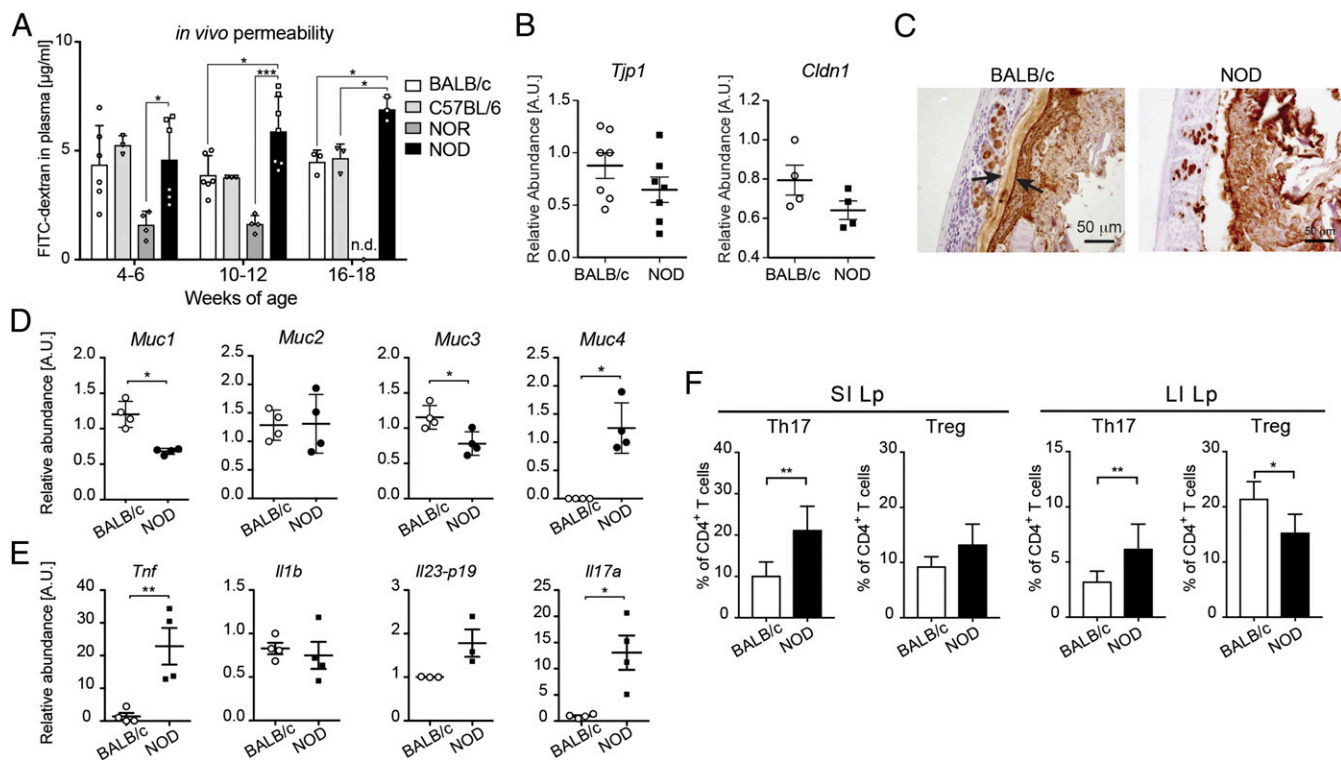 A
in vivo permeability
FITC-dextran in plasma [µg/ml]
10
5
0
*
*
***
*
*
n.d.
4-6
10-12
16-18
Weeks of age
BALB/c
C57BL/6
NOR
NOD
B
Tjp1
Relative Abundance [A.U.]
1.5
1.0
0.5
0.0
BALB/c
NOD
Cldn1
Relative Abundance [A.U.]
1.2
1.0
0.8
0.6
0.4
BALB/c
NOD
C
BALB/c
50 µm
NOD
50 µm
D
Relative abundance [A.U.]
Muc1
2.0
1.5
1.0
0.5
0.0
*
BALB/c
NOD
Muc2
2.5
2.0
1.5
1.0
0.5
0.0
BALB/c
NOD
Muc3
2.0
1.5
1.0
0.5
0.0
*
BALB/c
NOD
Muc4
2.5
2.0
1.5
1.0
0.5
0.0
*
BALB/c
NOD
E
Relative abundance [A.U.]
Tnf
40
30
20
10
0
**
BALB/c
NOD
Il1b
1.5
1.0
0.5
0.0
BALB/c
NOD
Il23-p19
3
2
1
0
BALB/c
NOD
Il17a
25
20
15
10
5
0
*
BALB/c
NOD
F
SI Lp
Th17
% of CD4+ T cells
40
30
20
10
0
**
BALB/c
NOD
Treg
% of CD4+ T cells
30
20
10
0
BALB/c
NOD
LI Lp
Th17
% of CD4+ T cells
15
10
5
0
**
BALB/c
NOD
Treg
% of CD4+ T cells
30
20
10
0
*
BALB/c
NOD